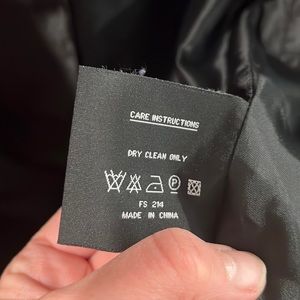 CARE INSTRUCTIONS
DRY CLEAN ONLY
P
FS 214
MADE IN CHINA